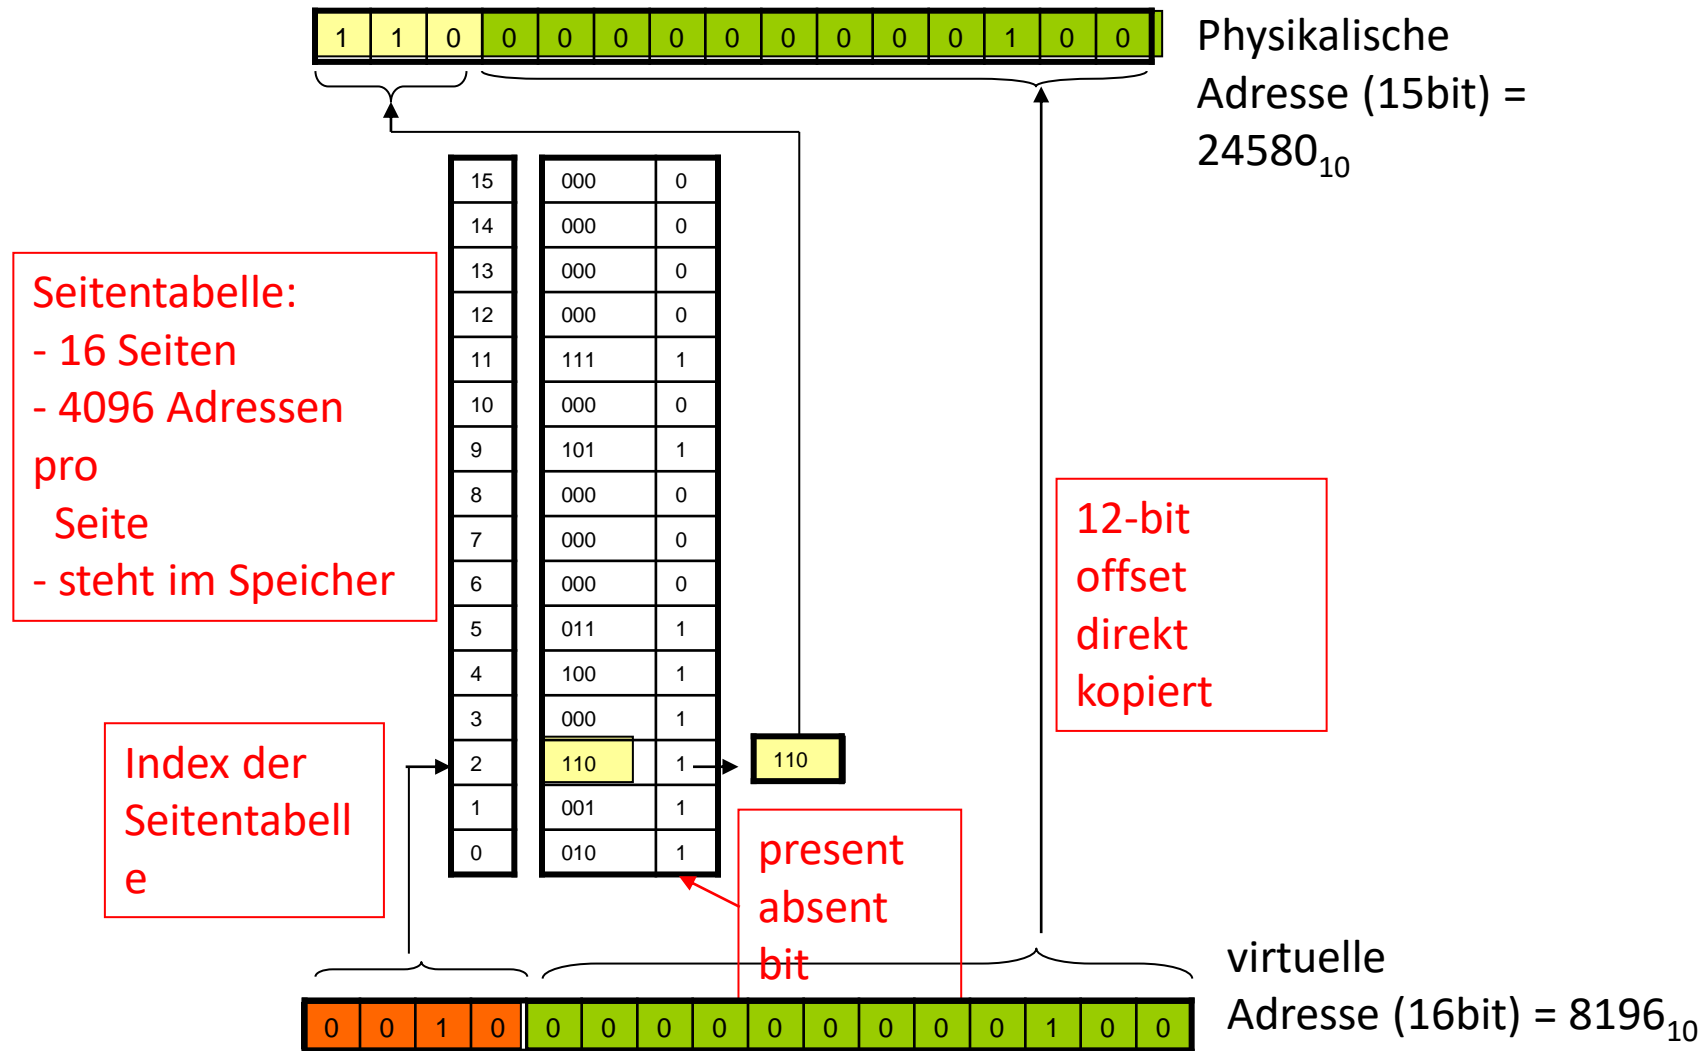 1 1 0 0 0 0 0 0 0 0 0 0 1 0 0
Physikalische
Adresse (15bit) =
24580₁₀
15 000 0
14 000 0
13 000 0
12 000 0
11 111 1
10 000 0
9 101 1
8 000 0
7 000 0
6 000 0
5 011 1
4 100 1
3 000 1
2 110 1 110
1 001 1
0 010 1
Seitentabelle:
- 16 Seiten
- 4096 Adressen
pro
Seite
- steht im Speicher
12-bit
offset
direkt
kopiert
Index der
Seitentabell
e
present
absent
bit
0 0 1 0 0 0 0 0 0 0 0 0 0 1 0 0
virtuelle
Adresse (16bit) = 8196₁₀